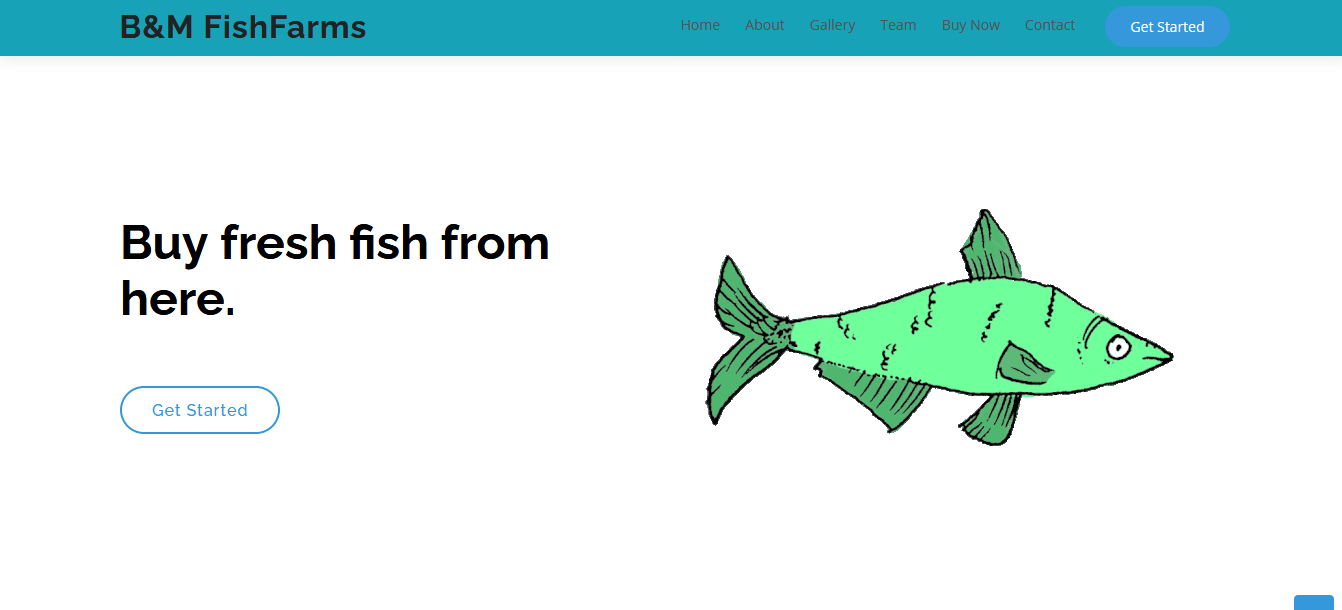 B&M FishFarms
Home About Gallery Team Buy Now Contact Get Started
Buy fresh fish from
here.
Get Started